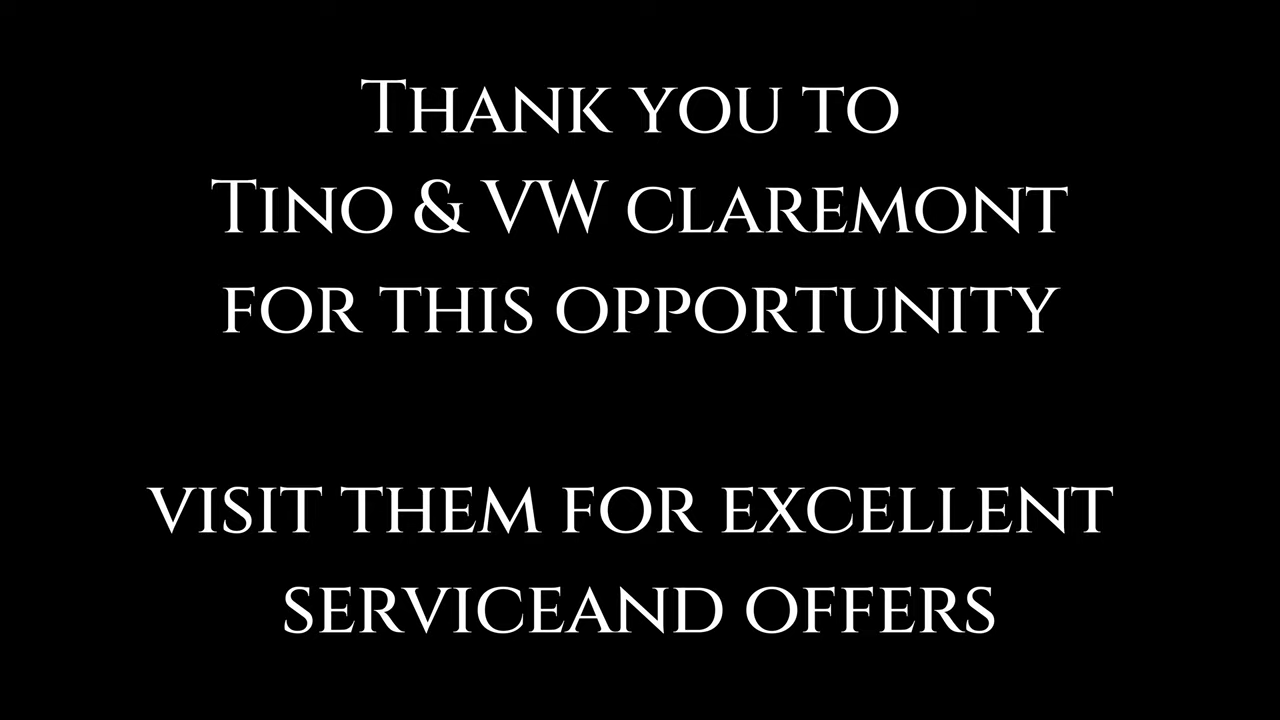 Thank you to
Tino & VW claremont
for this opportunity
visit them for excellent
serviceand offers